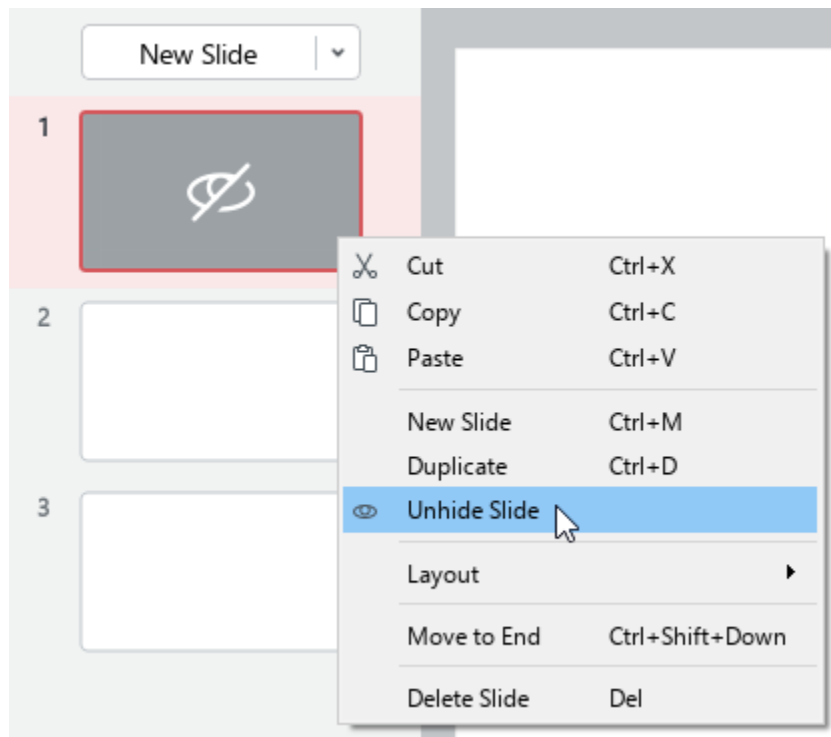 New Slide
1
2
3
Cut Ctrl+X
Copy Ctrl+C
Paste Ctrl+V
New Slide Ctrl+M
Duplicate Ctrl+D
Unhide Slide
Layout
Move to End Ctrl+Shift+Down
Delete Slide Del